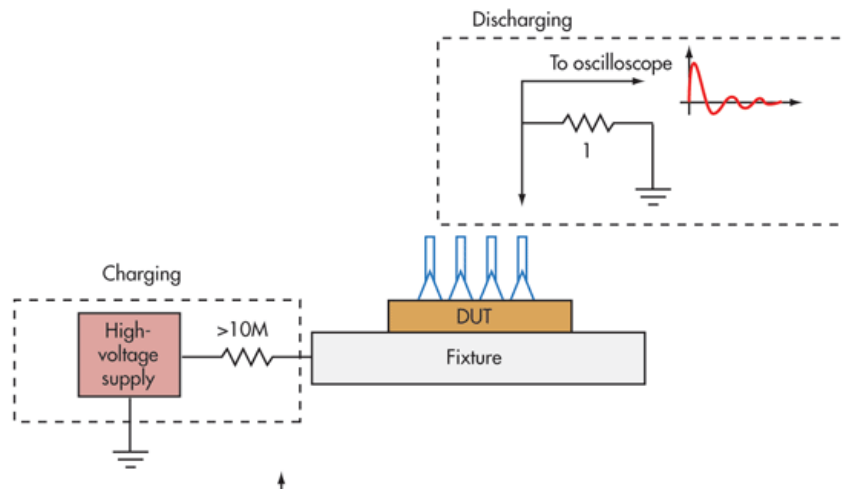 Discharging
To oscilloscope
1
Charging
High-
voltage
supply
>10M
DUT
Fixture